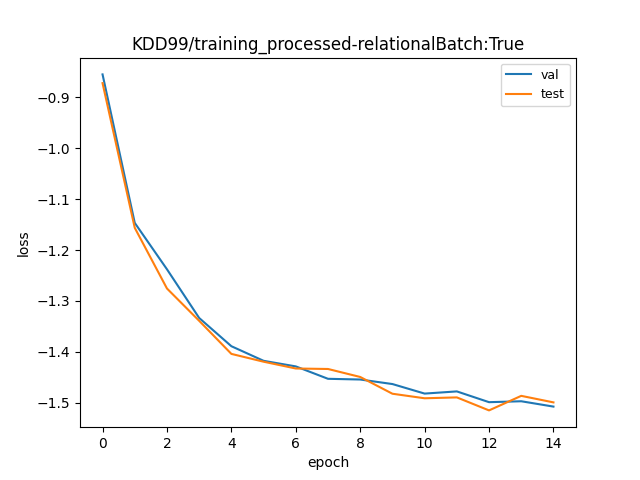 KDD99/training_processed-relationalBatch:True
val
test
−0.9
−1.0
−1.1
−1.2
−1.3
−1.4
−1.5
loss
0 2 4 6 8 10 12 14
epoch